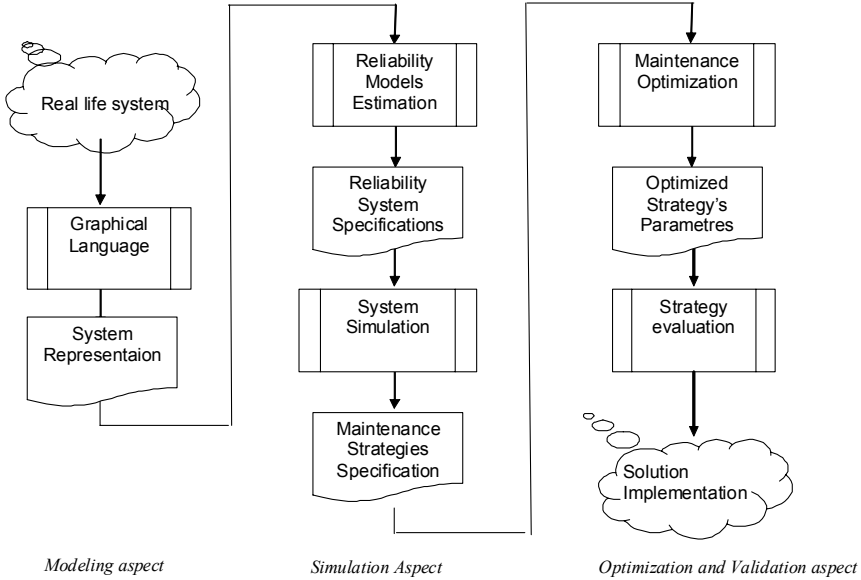 Real life system
Graphical
Language
System
Representaion
Reliability
Models
Estimation
Reliability
System
Specifications
System
Simulation
Maintenance
Strategies
Specification
Maintenance
Optimization
Optimized
Strategy's
Parametres
Strategy
evaluation
Solution
Implementation
Modeling aspect
Simulation Aspect
Optimization and Validation aspect